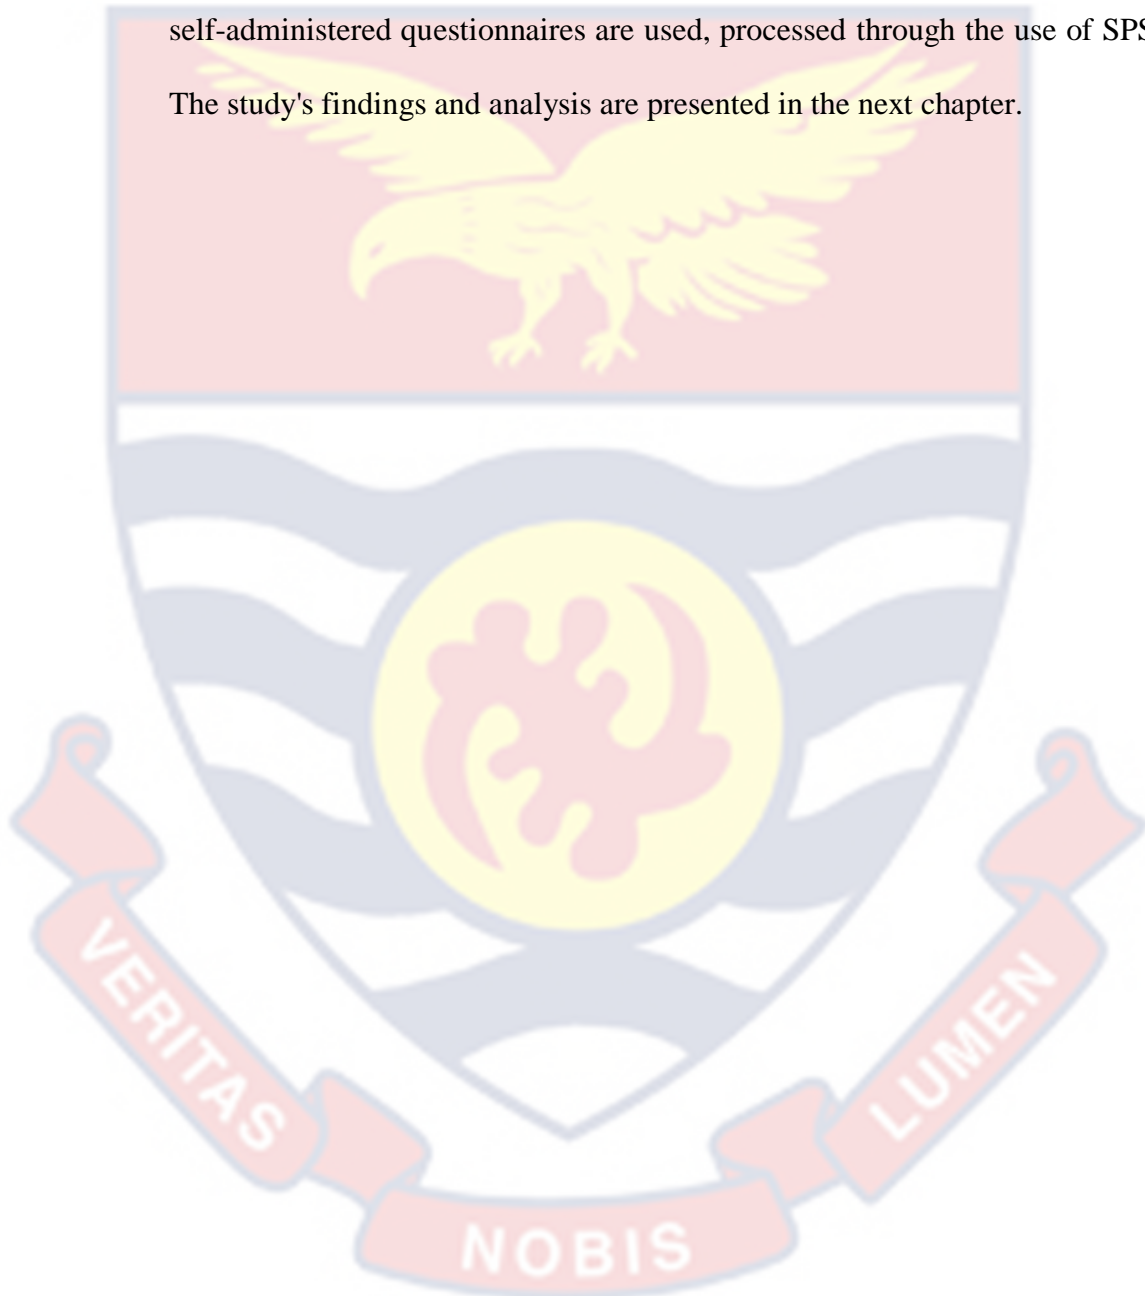 self-administered questionnaires are used, processed through the use of SPS
The study's findings and analysis are presented in the next chapter.
VERITAS
NOBIS
LUMEN